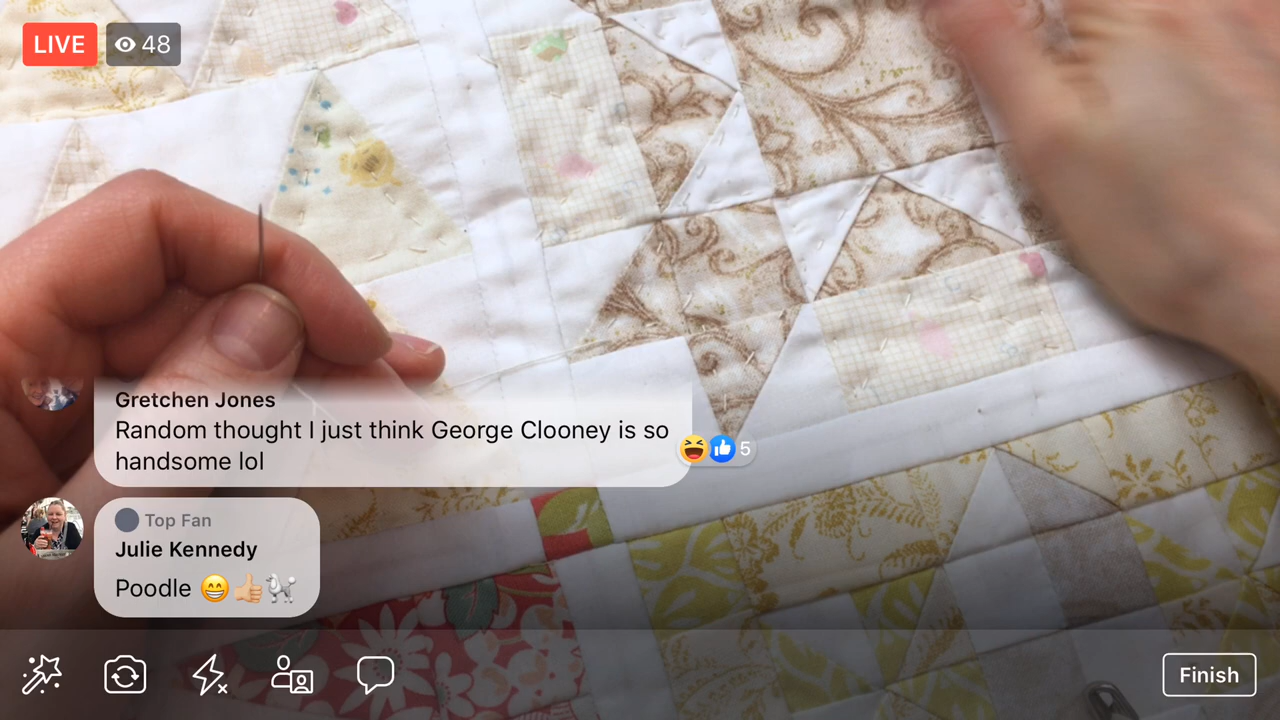 LIVE 48
Gretchen Jones
Random thought I just think George Clooney is so
handsome lol
5
Top Fan
Julie Kennedy
Poodle 😁👍🏼🐩
Finish